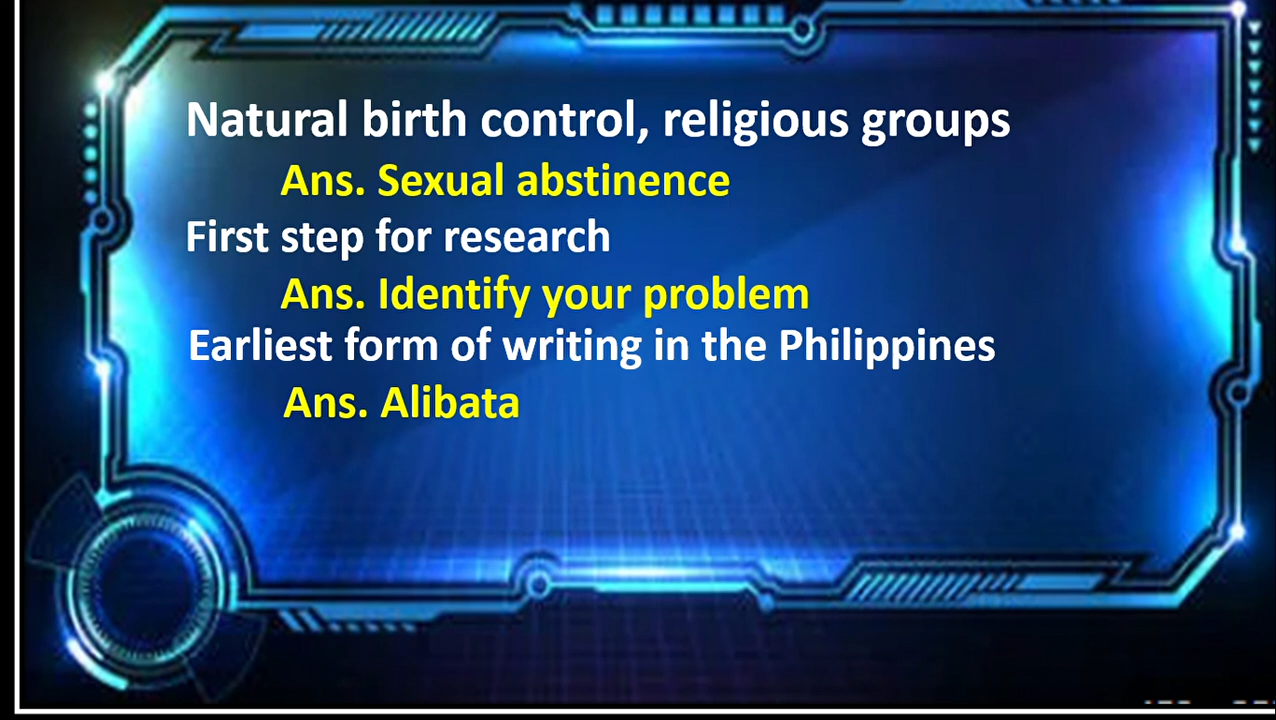 Natural birth control, religious groups
Ans. Sexual abstinence
First step for research
Ans. Identify your problem
Earliest form of writing in the Philippines
Ans. Alibata